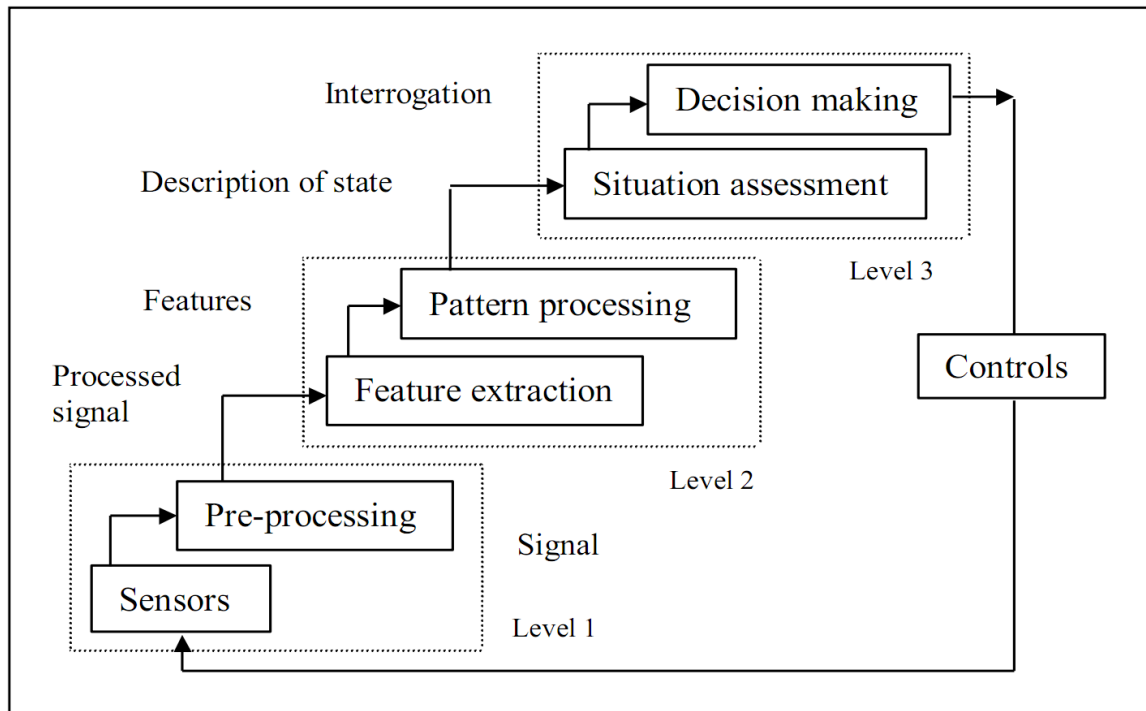 Interrogation
Decision making
Description of state
Situation assessment
Level 3
Features
Pattern processing
Processed
signal
Feature extraction
Controls
Level 2
Pre-processing
Signal
Sensors
Level 1